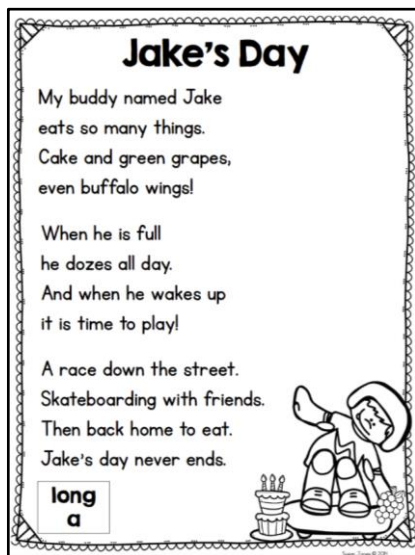 Jake's Day
My buddy named Jake
eats so many things.
Cake and green grapes,
even buffalo wings!
When he is full
he dozes all day.
And when he wakes up
it is time to play!
A race down the street.
Skateboarding with friends.
Then back home to eat.
Jake's day never ends.
long
a